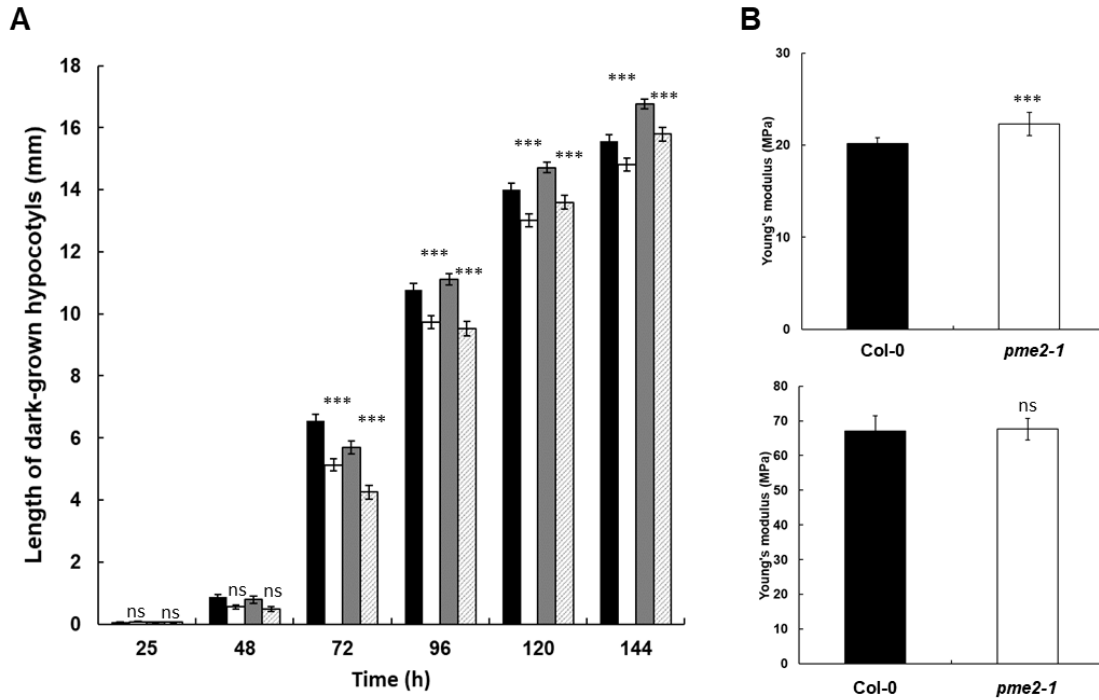 A
Length of dark-grown hypocotyls (mm)
18
16
14
12
10
8
6
4
2
0
ns
ns
ns
ns
***
***
***
***
***
***
***
***
25
48
72
96
120
144
Time (h)
B
Young's modulus (MPa)
30
20
10
0
***
Col-0
pme2-1
Young's modulus (MPa)
80
70
60
50
40
30
20
10
0
ns
Col-0
pme2-1